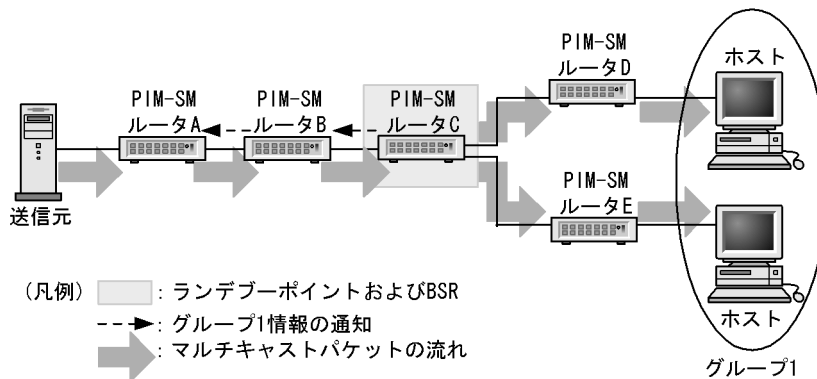 PIM-SM
ルータA
PIM-SM
ルータB
PIM-SM
ルータC
PIM-SM
ルータD
PIM-SM
ルータE
ホスト
ホスト
送信元
グループ1
(凡例)
: ランデブーポイントおよびBSR
: グループ1情報の通知
: マルチキャストパケットの流れ